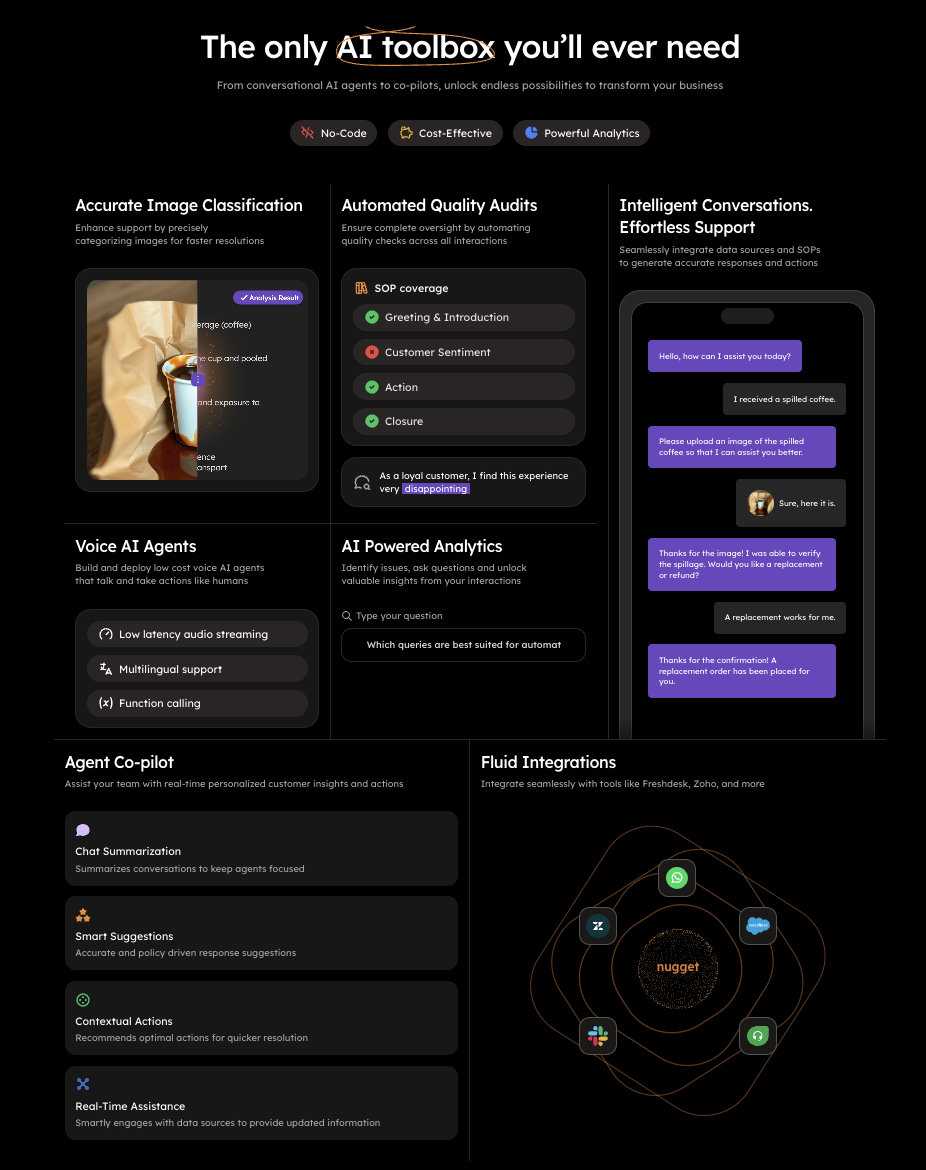 The only AI toolbox you'll ever need
From conversational AI agents to co-pilots, unlock endless possibilities to transform your business
No-Code
Cost-Effective
Powerful Analytics
Accurate Image Classification
Enhance support by precisely
categorizing images for faster resolutions
Analysis Result
erage (coffee)
ne cup and pooled
and exposure to
ence
ansport
Automated Quality Audits
Ensure complete oversight by automating
quality checks across all interactions
SOP coverage
Greeting & Introduction
Customer Sentiment
Action
Closure
As a loyal customer, I find this experience
very disappointing
Intelligent Conversations.
Effortless Support
Seamlessly integrate data sources and SOPs
to generate accurate responses and actions
Hello, how can I assist you today?
I received a spilled coffee.
Please upload an image of the spilled
coffee so that I can assist you better.
Sure, here it is.
Thanks for the image! I was able to verify
the spillage. Would you like a replacement
or refund?
A replacement works for me.
Thanks for the confirmation! A
replacement order has been placed for
you.
Voice AI Agents
Build and deploy low cost voice AI agents
that talk and take actions like humans
Low latency audio streaming
Multilingual support
(x) Function calling
AI Powered Analytics
Identify issues, ask questions and unlock
valuable insights from your interactions
Type your question
Which queries are best suited for automat
Agent Co-pilot
Assist your team with real-time personalized customer insights and actions
Chat Summarization
Summarizes conversations to keep agents focused
Smart Suggestions
Accurate and policy driven response suggestions
Contextual Actions
Recommends optimal actions for quicker resolution
Real-Time Assistance
Smartly engages with data sources to provide updated information
Fluid Integrations
Integrate seamlessly with tools like Freshdesk, Zoho, and more
nugget